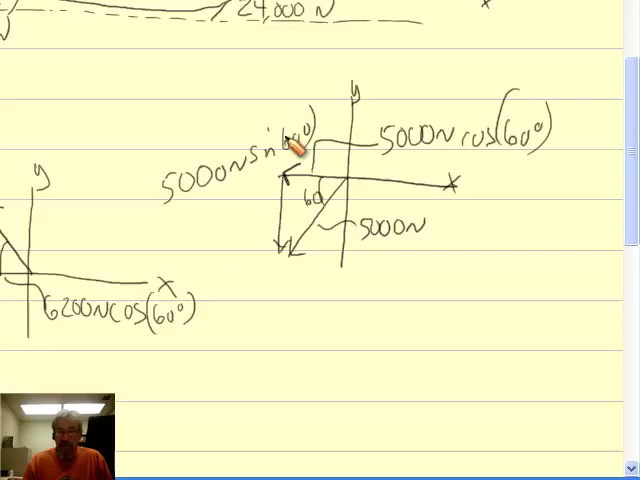 24,000 N
x
y
5000N sin(60°)
5000N cos(60°)
y
x
60
5000N
x
6200N cos(60°)